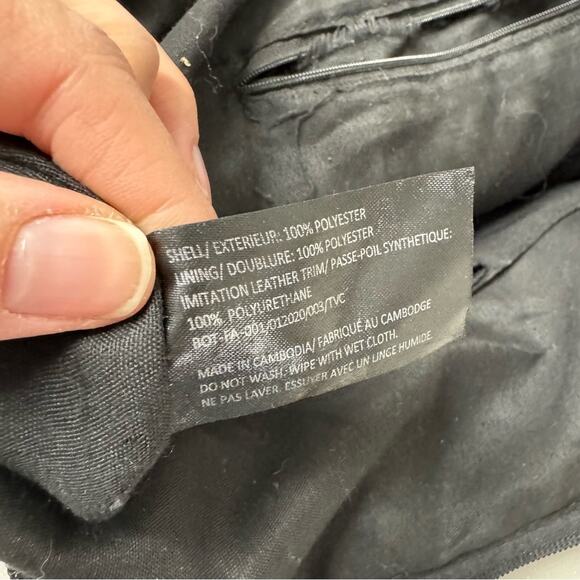 SHELL/ EXTERIEUR: 100% POLYESTER
LINING/ DOUBLURE: 100% POLYESTER
IMITATION LEATHER TRIM/ PASSE-POIL SYNTHETIQUE:
100% POLYURETHANE
BOT-FA-001/012020/003/TVC
MADE IN CAMBODIA/ FABRIQUÉ AU CAMBODGE
DO NOT WASH. WIPE WITH WET CLOTH.
NE PAS LAVER. ESSUYER AVEC UN LINGE HUMIDE.